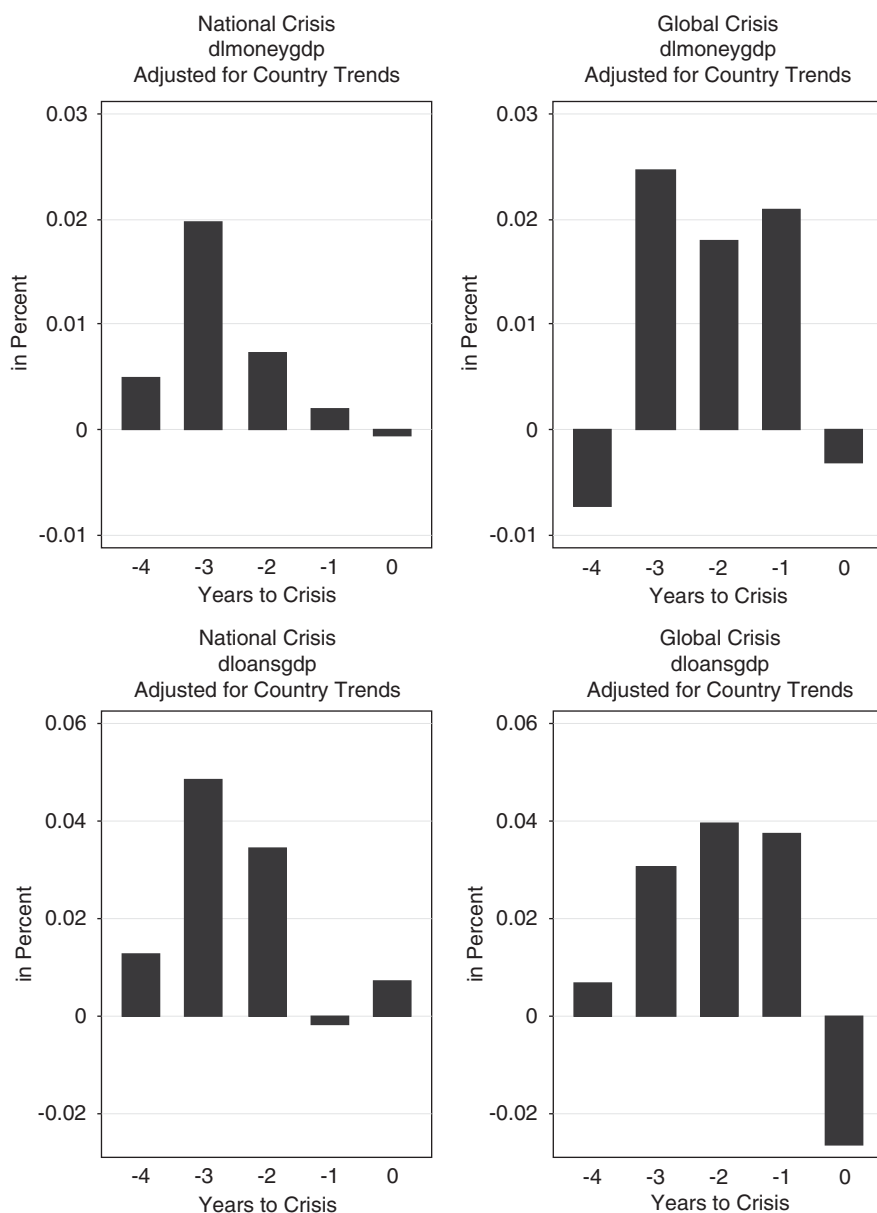 National Crisis
dlmoneygdp
Adjusted for Country Trends
in Percent
0.03
0.02
0.01
0
-0.01
-4 -3 -2 -1 0
Years to Crisis
Global Crisis
dlmoneygdp
Adjusted for Country Trends
in Percent
0.03
0.02
0.01
0
-0.01
-4 -3 -2 -1 0
Years to Crisis
National Crisis
dloansgdp
Adjusted for Country Trends
in Percent
0.06
0.04
0.02
0
-0.02
-4 -3 -2 -1 0
Years to Crisis
Global Crisis
dloansgdp
Adjusted for Country Trends
in Percent
0.06
0.04
0.02
0
-0.02
-4 -3 -2 -1 0
Years to Crisis